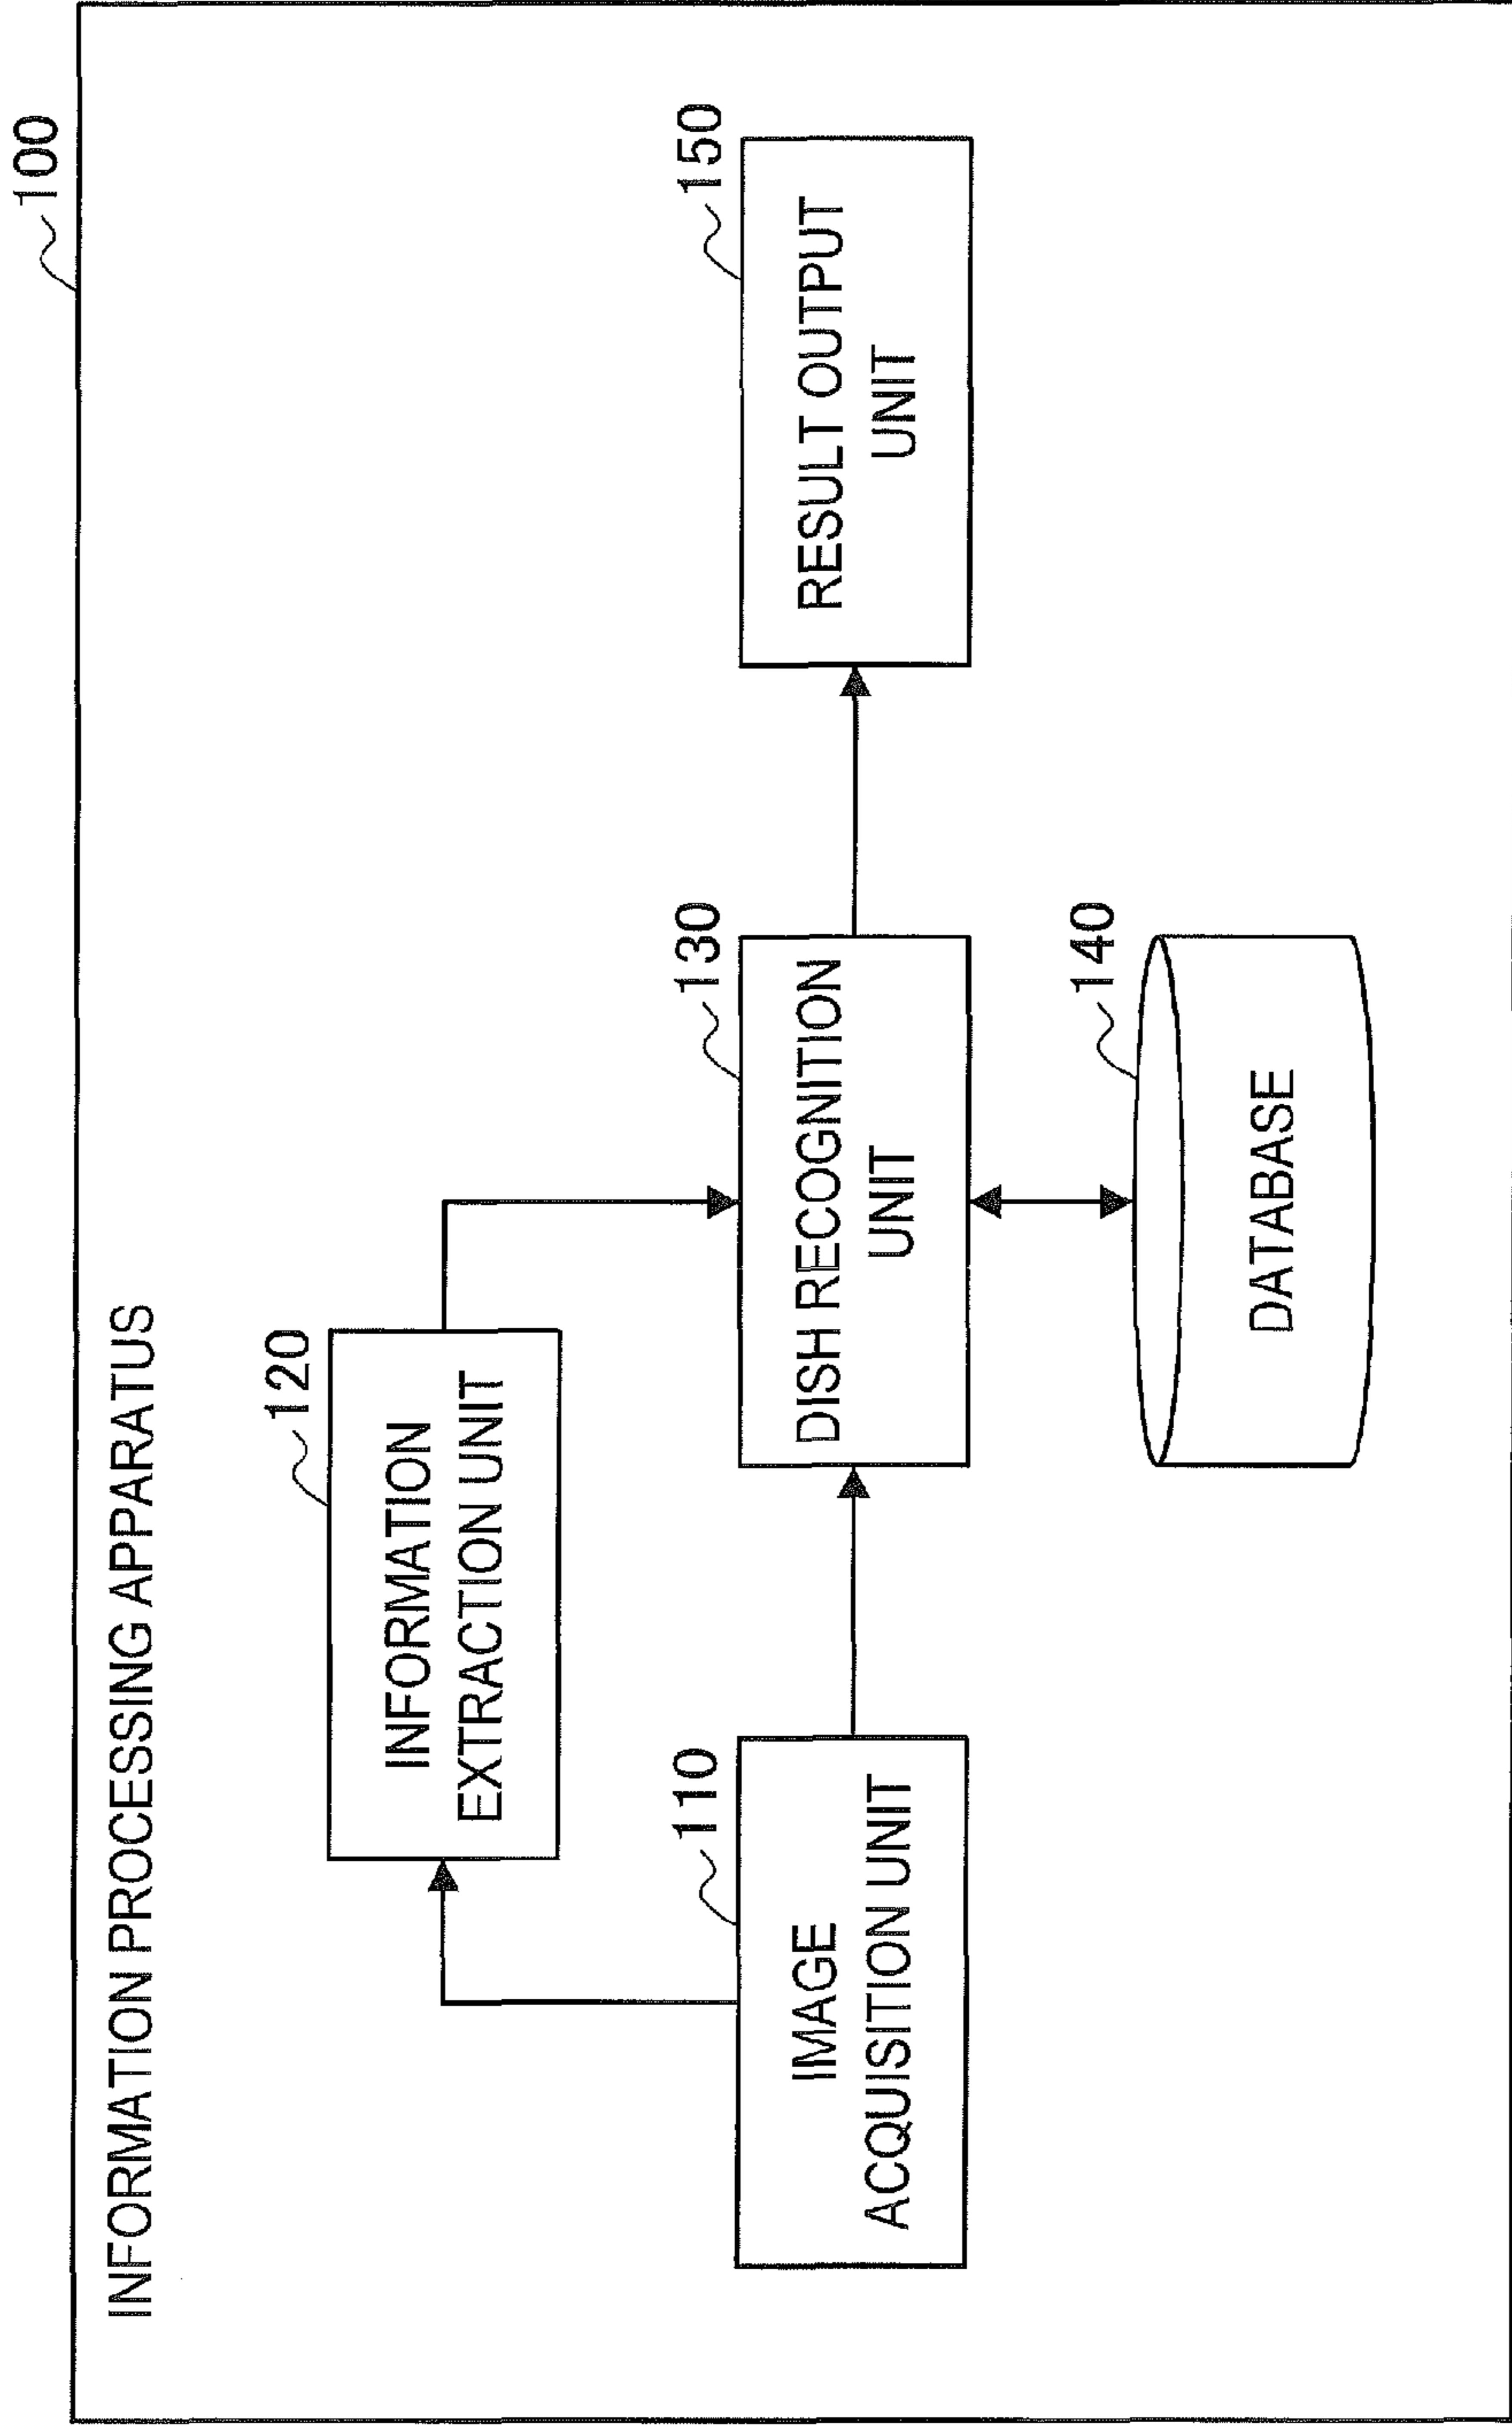 100
INFORMATION PROCESSING APPARATUS
120
INFORMATION
EXTRACTION UNIT
110
IMAGE
ACQUISITION UNIT
130
DISH RECOGNITION
UNIT
150
RESULT OUTPUT
UNIT
140
DATABASE